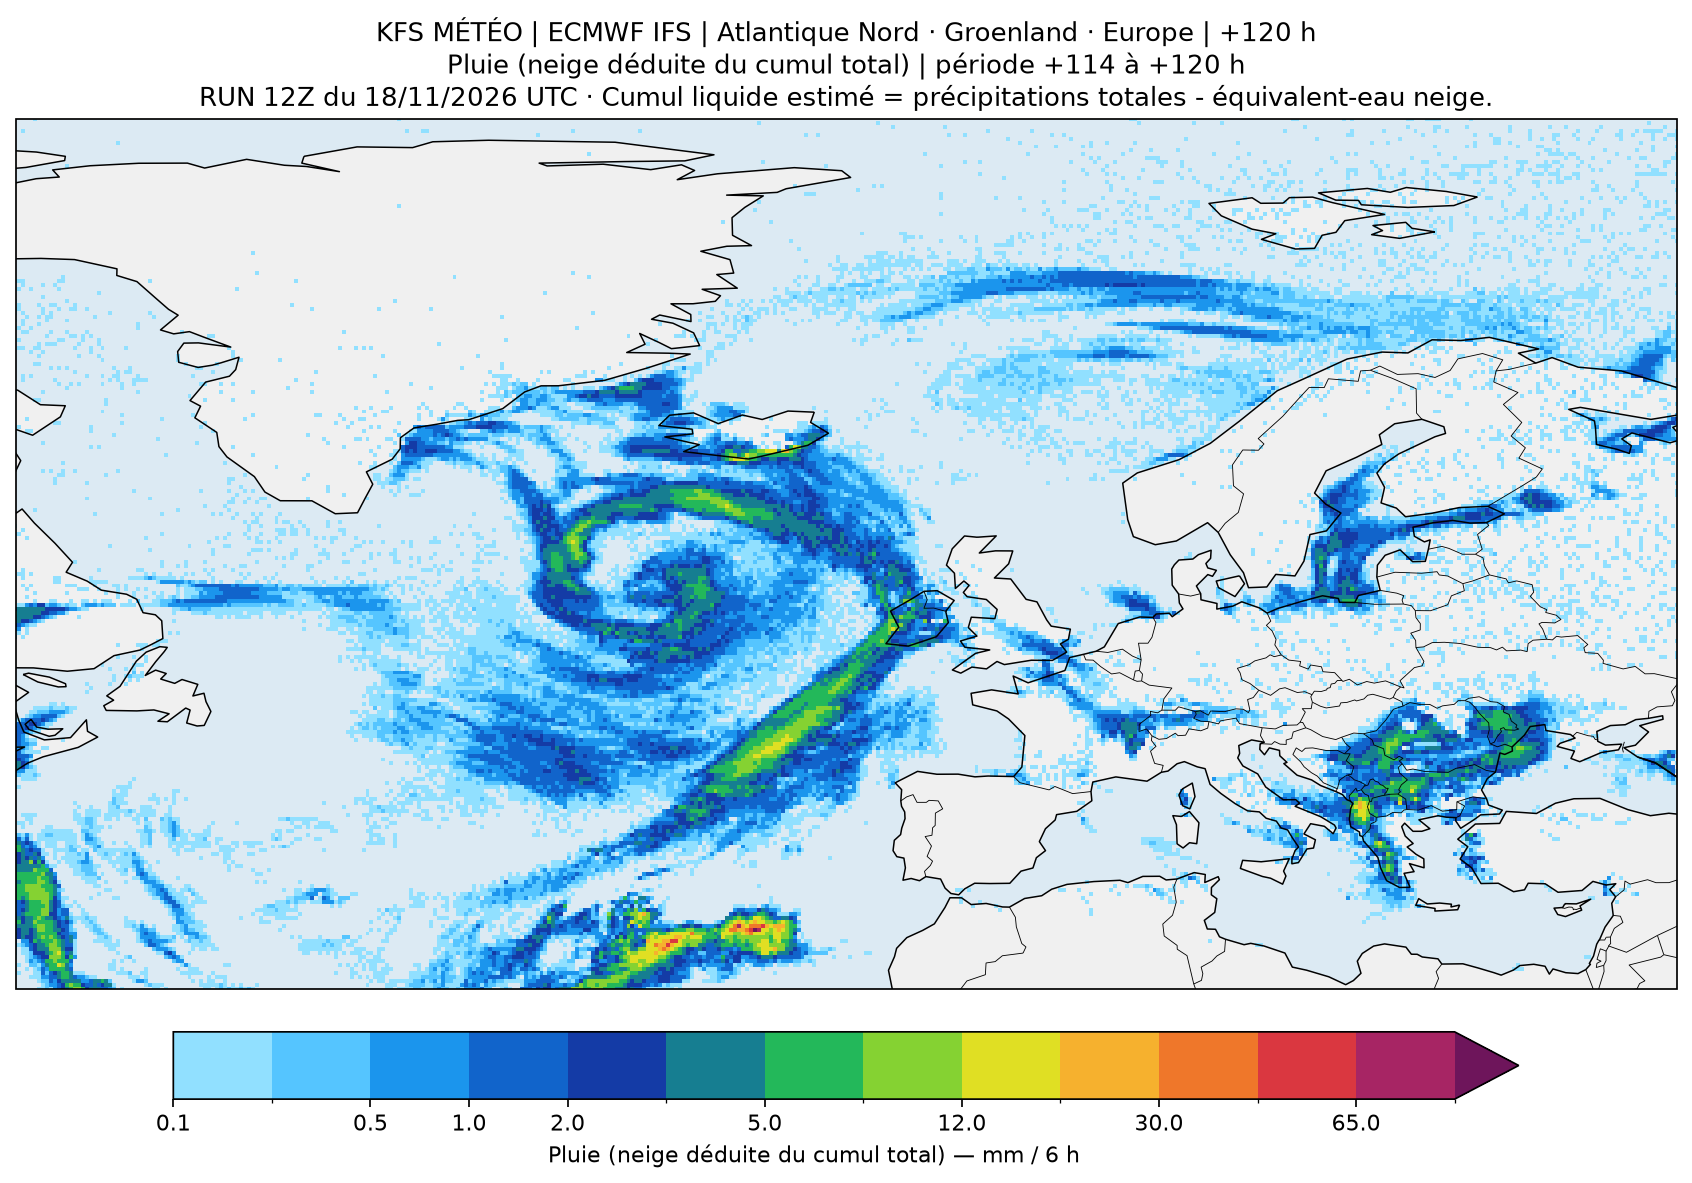 KFS MÉTÉO | ECMWF IFS | Atlantique Nord · Groenland · Europe | +120 h
Pluie (neige déduite du cumul total) | période +114 à +120 h
RUN 12Z du 18/11/2026 UTC · Cumul liquide estimé = précipitations totales - équivalent-eau neige.
0.1 0.5 1.0 2.0 5.0 12.0 30.0 65.0
Pluie (neige déduite du cumul total) — mm / 6 h